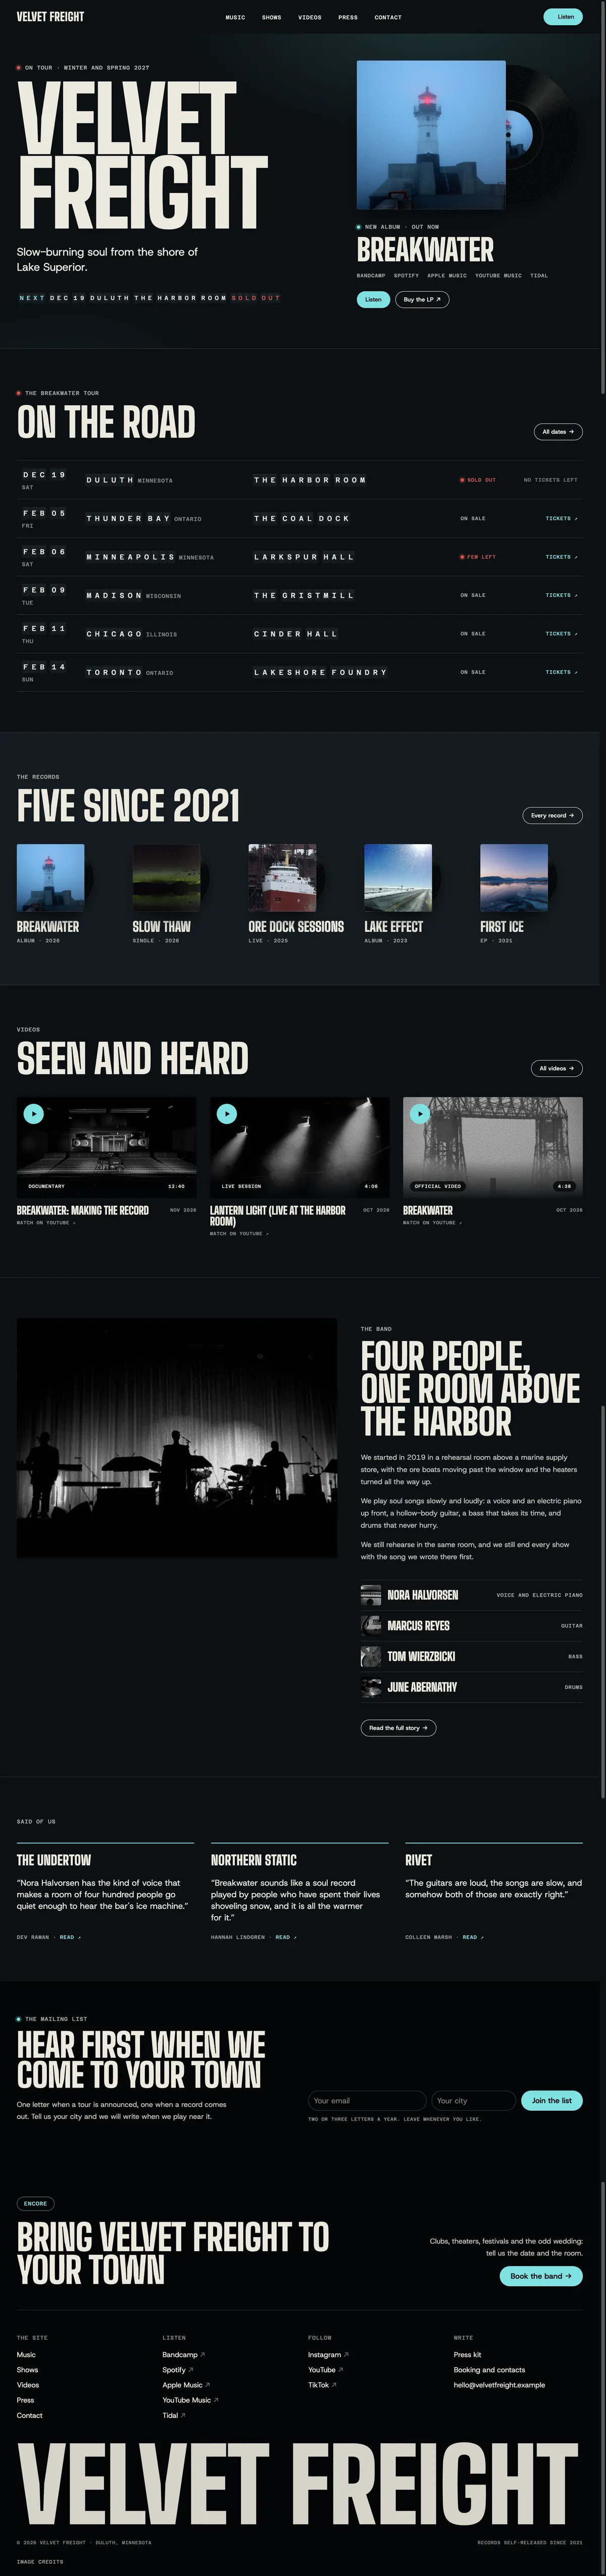 VELVET FREIGHT
MUSIC SHOWS VIDEOS PRESS CONTACT
Listen
ON TOUR · WINTER AND SPRING 2027
VELVET
FREIGHT
Slow-burning soul from the shore of
Lake Superior.
NEXT DEC 19 DULUTH THE HARBOR ROOM SOLD OUT
NEW ALBUM · OUT NOW
BREAKWATER
BANDCAMP SPOTIFY APPLE MUSIC YOUTUBE MUSIC TIDAL
Listen
Buy the LP ↗
THE BREAKWATER TOUR
ON THE ROAD
All dates →
DEC 19
SAT
DULUTH MINNESOTA
THE HARBOR ROOM
SOLD OUT
NO TICKETS LEFT
FEB 05
FRI
THUNDER BAY ONTARIO
THE COAL DOCK
ON SALE
TICKETS ↗
FEB 06
SAT
MINNEAPOLIS MINNESOTA
LARKSPUR HALL
FEW LEFT
TICKETS ↗
FEB 09
TUE
MADISON WISCONSIN
THE GRISTMILL
ON SALE
TICKETS ↗
FEB 11
THU
CHICAGO ILLINOIS
CINDER HALL
ON SALE
TICKETS ↗
FEB 14
SUN
TORONTO ONTARIO
LAKESHORE FOUNDRY
ON SALE
TICKETS ↗
THE RECORDS
FIVE SINCE 2021
Every record →
BREAKWATER
ALBUM · 2026
SLOW THAW
SINGLE · 2026
ORE DOCK SESSIONS
LIVE · 2025
LAKE EFFECT
ALBUM · 2023
FIRST ICE
EP · 2021
VIDEOS
SEEN AND HEARD
All videos →
DOCUMENTARY
12:40
BREAKWATER: MAKING THE RECORD
NOV 2026
WATCH ON YOUTUBE ↗
LIVE SESSION
4:06
LANTERN LIGHT (LIVE AT THE HARBOR
ROOM)
OCT 2026
WATCH ON YOUTUBE ↗
OFFICIAL VIDEO
4:38
BREAKWATER
OCT 2026
WATCH ON YOUTUBE ↗
THE BAND
FOUR PEOPLE,
ONE ROOM ABOVE
THE HARBOR
We started in 2019 in a rehearsal room above a marine supply
store, with the ore boats moving past the window and the heaters
turned all the way up.
We play soul songs slowly and loudly: a voice and an electric piano
up front, a hollow-body guitar, a bass that takes its time, and
drums that never hurry.
We still rehearse in the same room, and we still end every show
with the song we wrote there first.
NORA HALVORSEN
VOICE AND ELECTRIC PIANO
MARCUS REYES
GUITAR
TOM WIERZBICKI
BASS
JUNE ABERNATHY
DRUMS
Read the full story →
SAID OF US
THE UNDERTOW
“Nora Halvorsen has the kind of voice that
makes a room of four hundred people go
quiet enough to hear the bar's ice machine.”
DEV RAMAN · READ ↗
NORTHERN STATIC
“Breakwater sounds like a soul record
played by people who have spent their lives
shoveling snow, and it is all the warmer
for it.”
HANNAH LINDGREN · READ ↗
RIVET
“The guitars are loud, the songs are slow, and
somehow both of those are exactly right.”
COLLEEN MARSH · READ ↗
THE MAILING LIST
HEAR FIRST WHEN WE
COME TO YOUR TOWN
One letter when a tour is announced, one when a record comes
out. Tell us your city and we will write when we play near it.
Your email
Your city
Join the list
TWO OR THREE LETTERS A YEAR. LEAVE WHENEVER YOU LIKE.
ENCORE
BRING VELVET FREIGHT TO
YOUR TOWN
Clubs, theaters, festivals and the odd wedding:
tell us the date and the room.
Book the band →
THE SITE
Music
Shows
Videos
Press
Contact
LISTEN
Bandcamp ↗
Spotify ↗
Apple Music ↗
YouTube Music ↗
Tidal ↗
FOLLOW
Instagram ↗
YouTube ↗
TikTok ↗
WRITE
Press kit
Booking and contacts
hello@velvetfreight.example
VELVET FREIGHT
© 2026 VELVET FREIGHT · DULUTH, MINNESOTA
RECORDS SELF-RELEASED SINCE 2021
IMAGE CREDITS